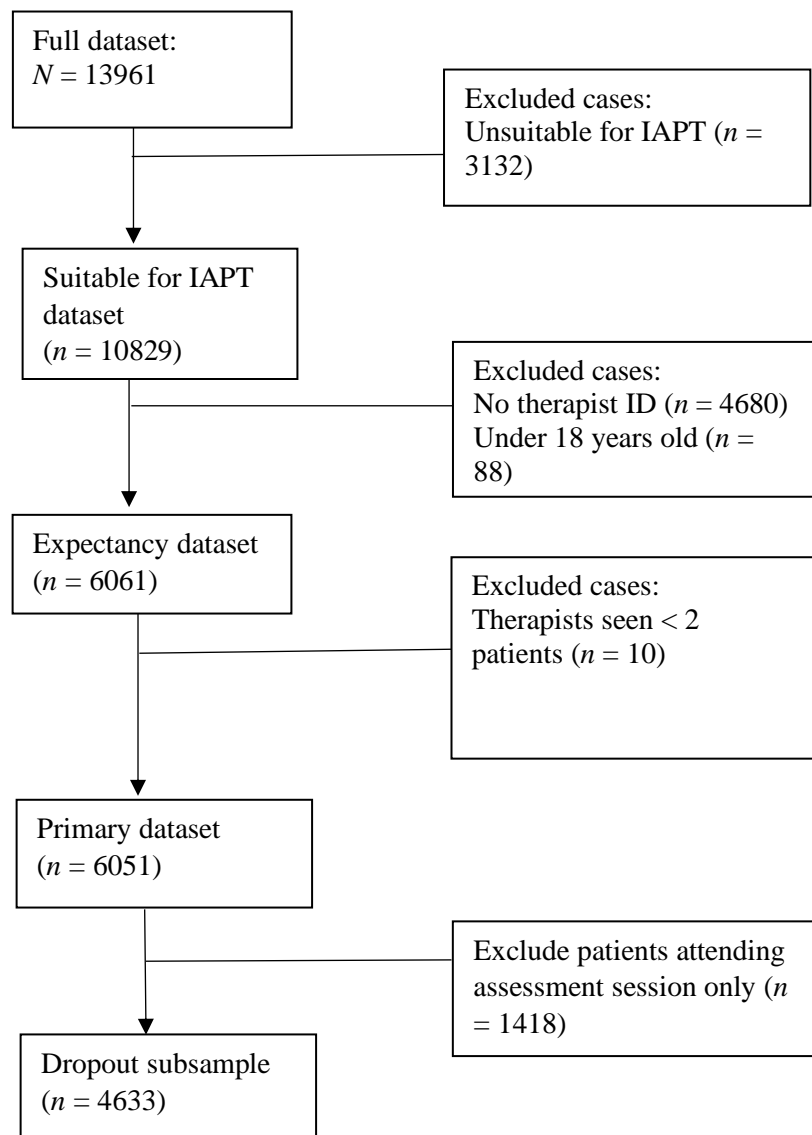 Full dataset:
N = 13961
Excluded cases:
Unsuitable for IAPT (n =
3132)
Suitable for IAPT
dataset
(n = 10829)
Excluded cases:
No therapist ID (n = 4680)
Under 18 years old (n =
88)
Expectancy dataset
(n = 6061)
Excluded cases:
Therapists seen < 2
patients (n = 10)
Primary dataset
(n = 6051)
Exclude patients attending
assessment session only (n
= 1418)
Dropout subsample
(n = 4633)